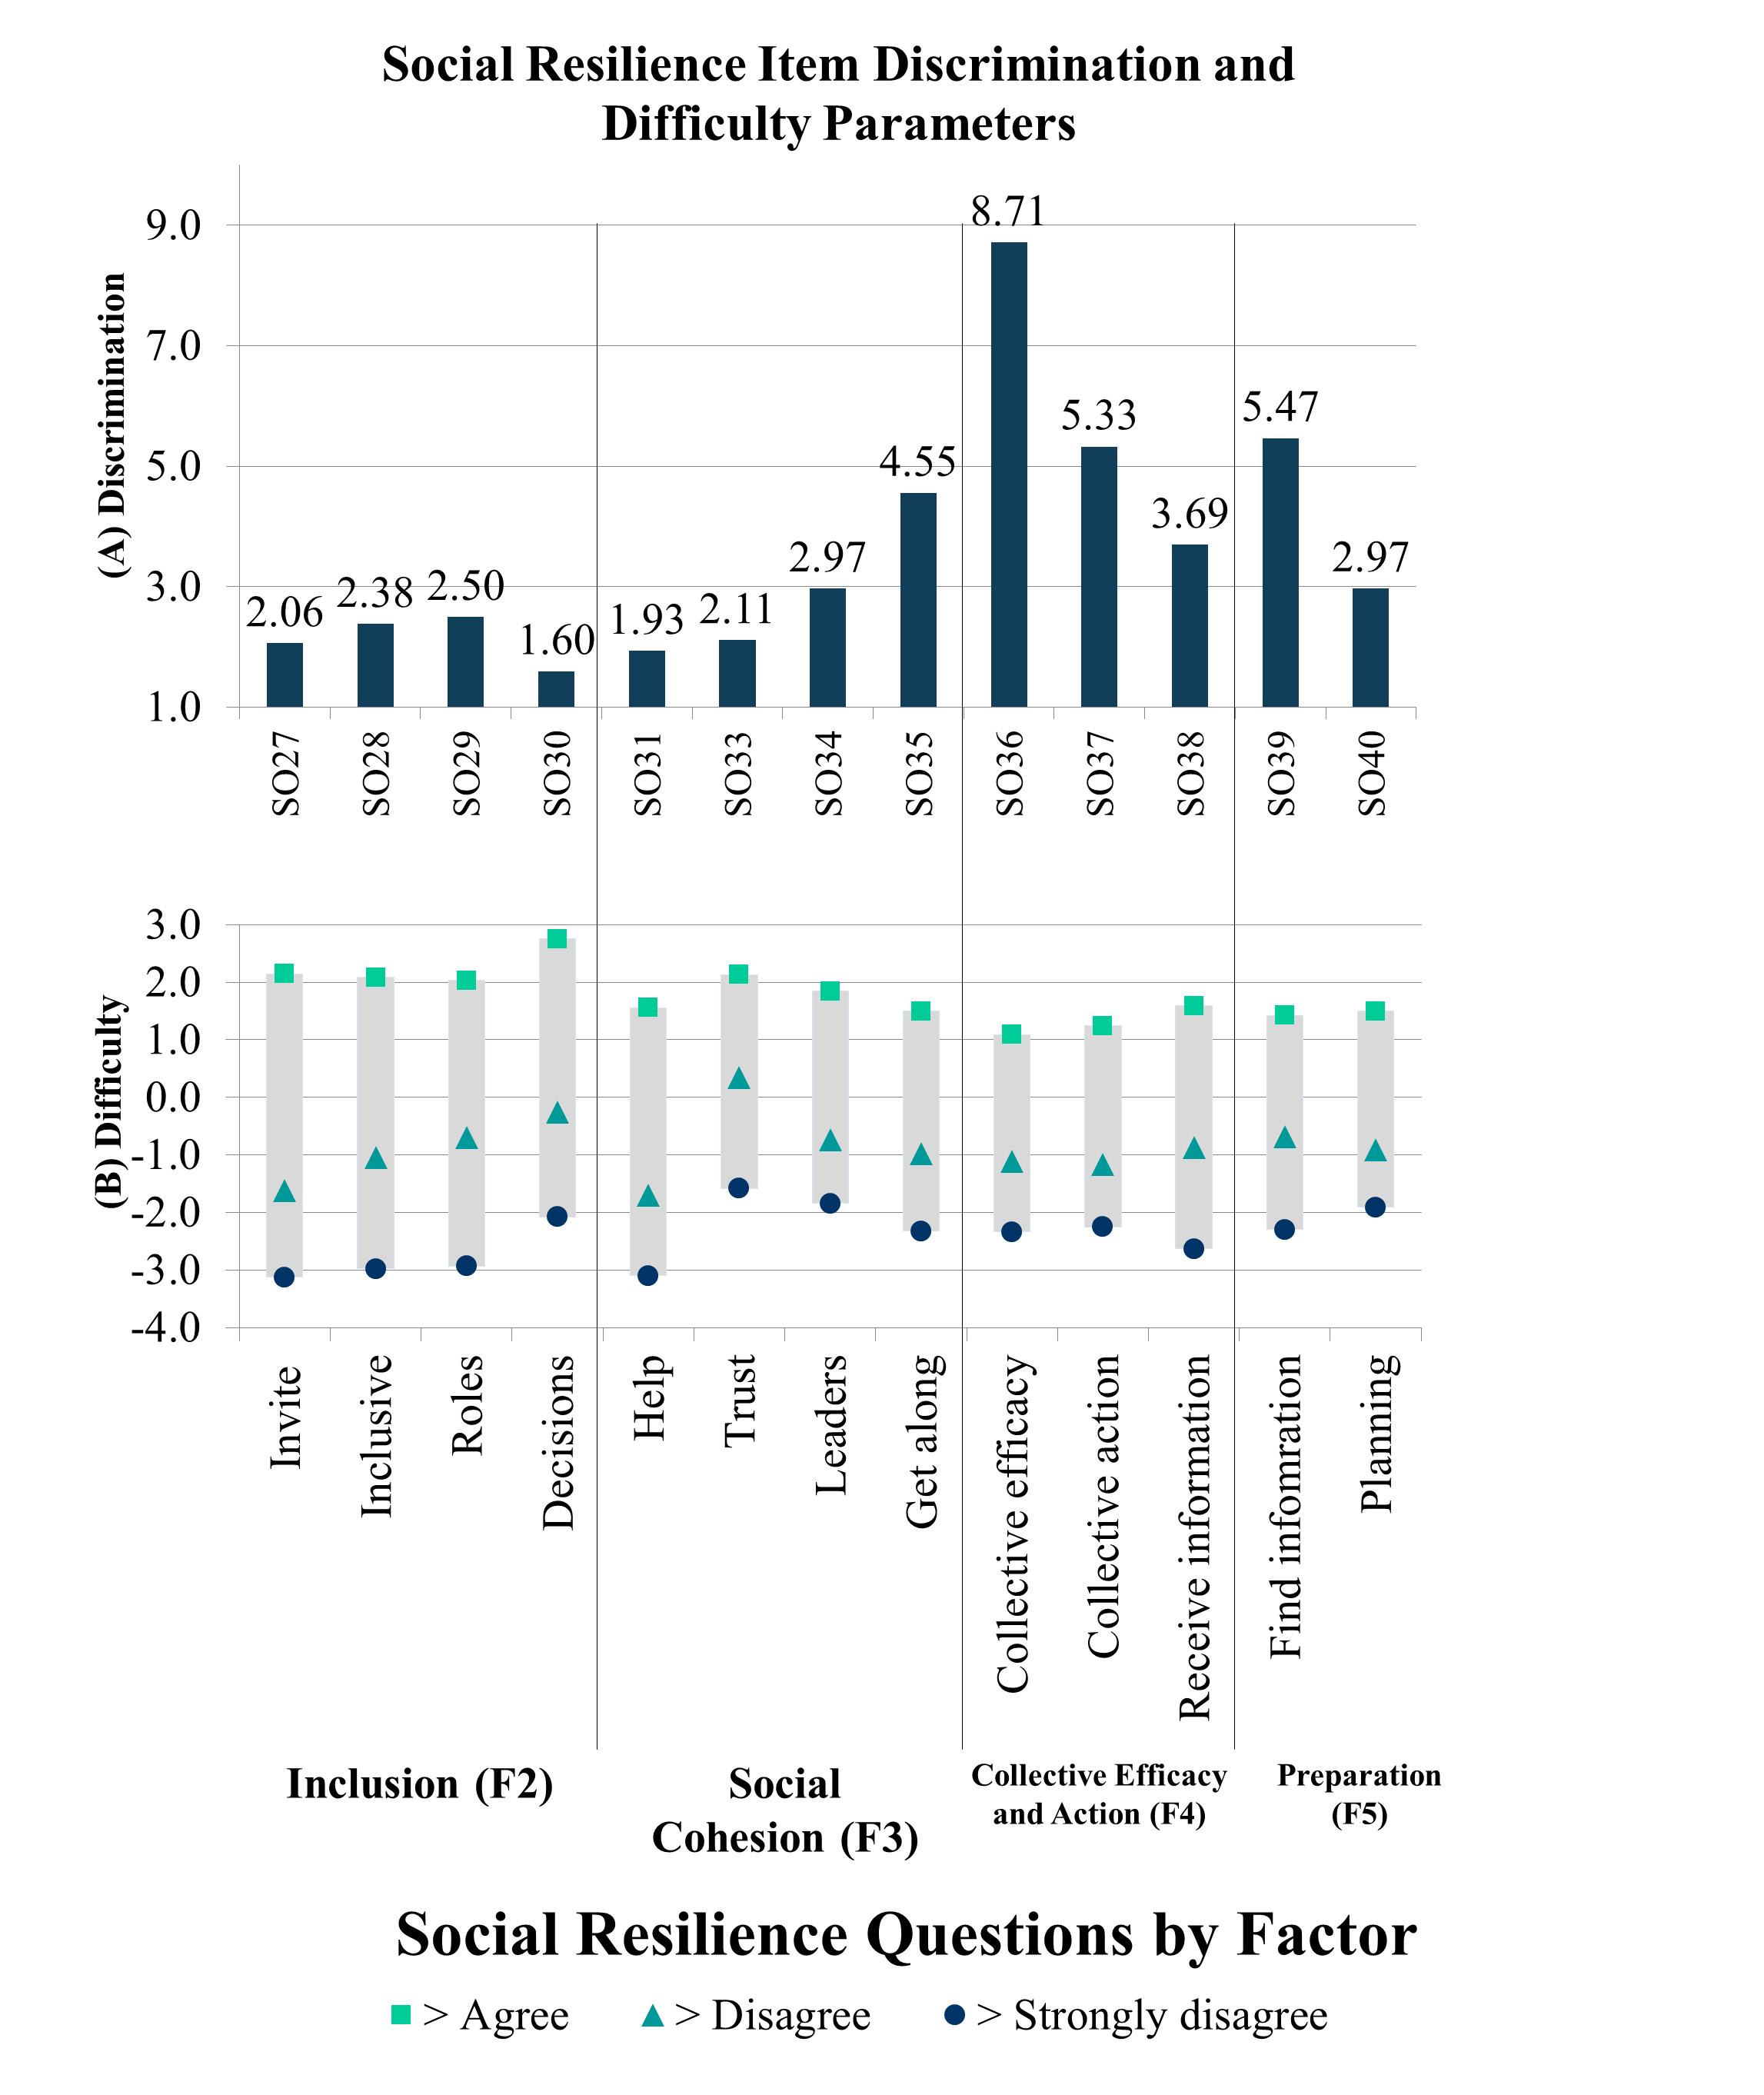 Social Resilience Item Discrimination and
Difficulty Parameters
(A) Discrimination
9.0
7.0
5.0
3.0
1.0
2.06
2.38
2.50
1.60
1.93
2.11
2.97
4.55
8.71
5.33
3.69
5.47
2.97
SO27
SO28
SO29
SO30
SO31
SO33
SO34
SO35
SO36
SO37
SO38
SO39
SO40
(B) Difficulty
3.0
2.0
1.0
0.0
-1.0
-2.0
-3.0
-4.0
Invite
Inclusive
Roles
Decisions
Help
Trust
Leaders
Get along
Collective efficacy
Collective action
Receive information
Find infomration
Planning
Inclusion (F2)
Social
Cohesion (F3)
Collective Efficacy
and Action (F4)
Preparation
(F5)
Social Resilience Questions by Factor
> Agree
> Disagree
> Strongly disagree